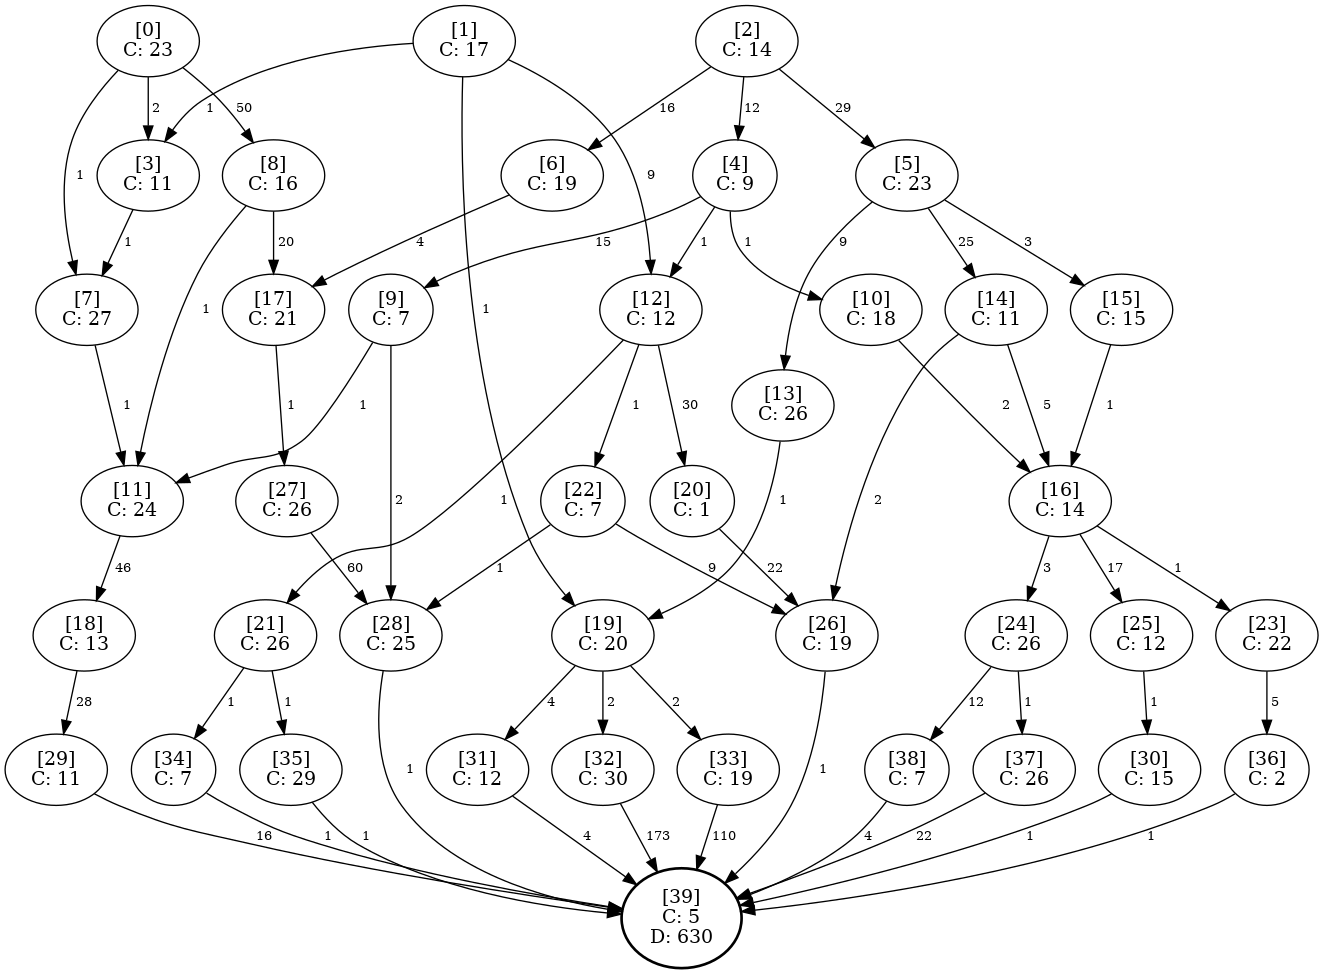 [0]
C: 23
[1]
C: 17
[2]
C: 14
2
1
50
16
12
29
[3]
C: 11
[8]
C: 16
[6]
C: 19
[4]
C: 9
[5]
C: 23
1
9
1
20
4
15
1
1
9
25
3
[7]
C: 27
[17]
C: 21
[9]
C: 7
[12]
C: 12
[10]
C: 18
[14]
C: 11
[15]
C: 15
1
1
[13]
C: 26
1
1
1
1
30
2
5
1
[11]
C: 24
[27]
C: 26
[22]
C: 7
[20]
C: 1
[16]
C: 14
2
1
1
2
46
60
1
9
22
3
17
1
[18]
C: 13
[21]
C: 26
[28]
C: 25
[19]
C: 20
[26]
C: 19
[24]
C: 26
[25]
C: 12
[23]
C: 22
28
1
1
4
2
2
12
1
1
5
[29]
C: 11
[34]
C: 7
[35]
C: 29
1
[31]
C: 12
[32]
C: 30
[33]
C: 19
1
[38]
C: 7
[37]
C: 26
[30]
C: 15
[36]
C: 2
16
1
1
4
173
110
4
22
1
1
[39]
C: 5
D: 630